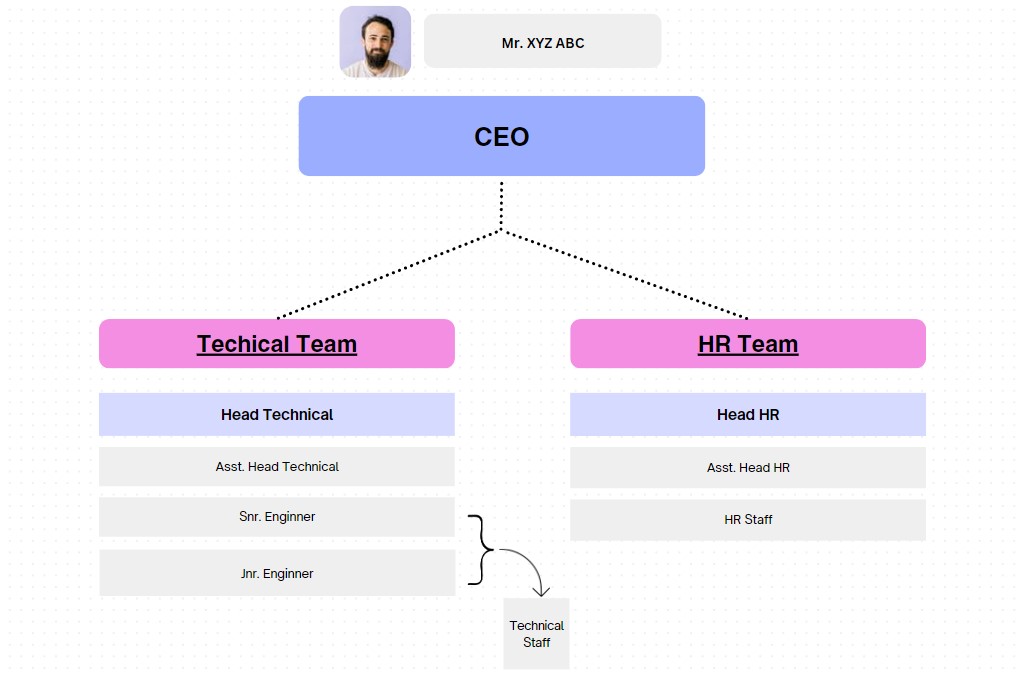 Mr. XYZ ABC
CEO
Techical Team
HR Team
Head Technical
Head HR
Asst. Head Technical
Asst. Head HR
Snr. Enginner
HR Staff
Jnr. Enginner
Technical
Staff